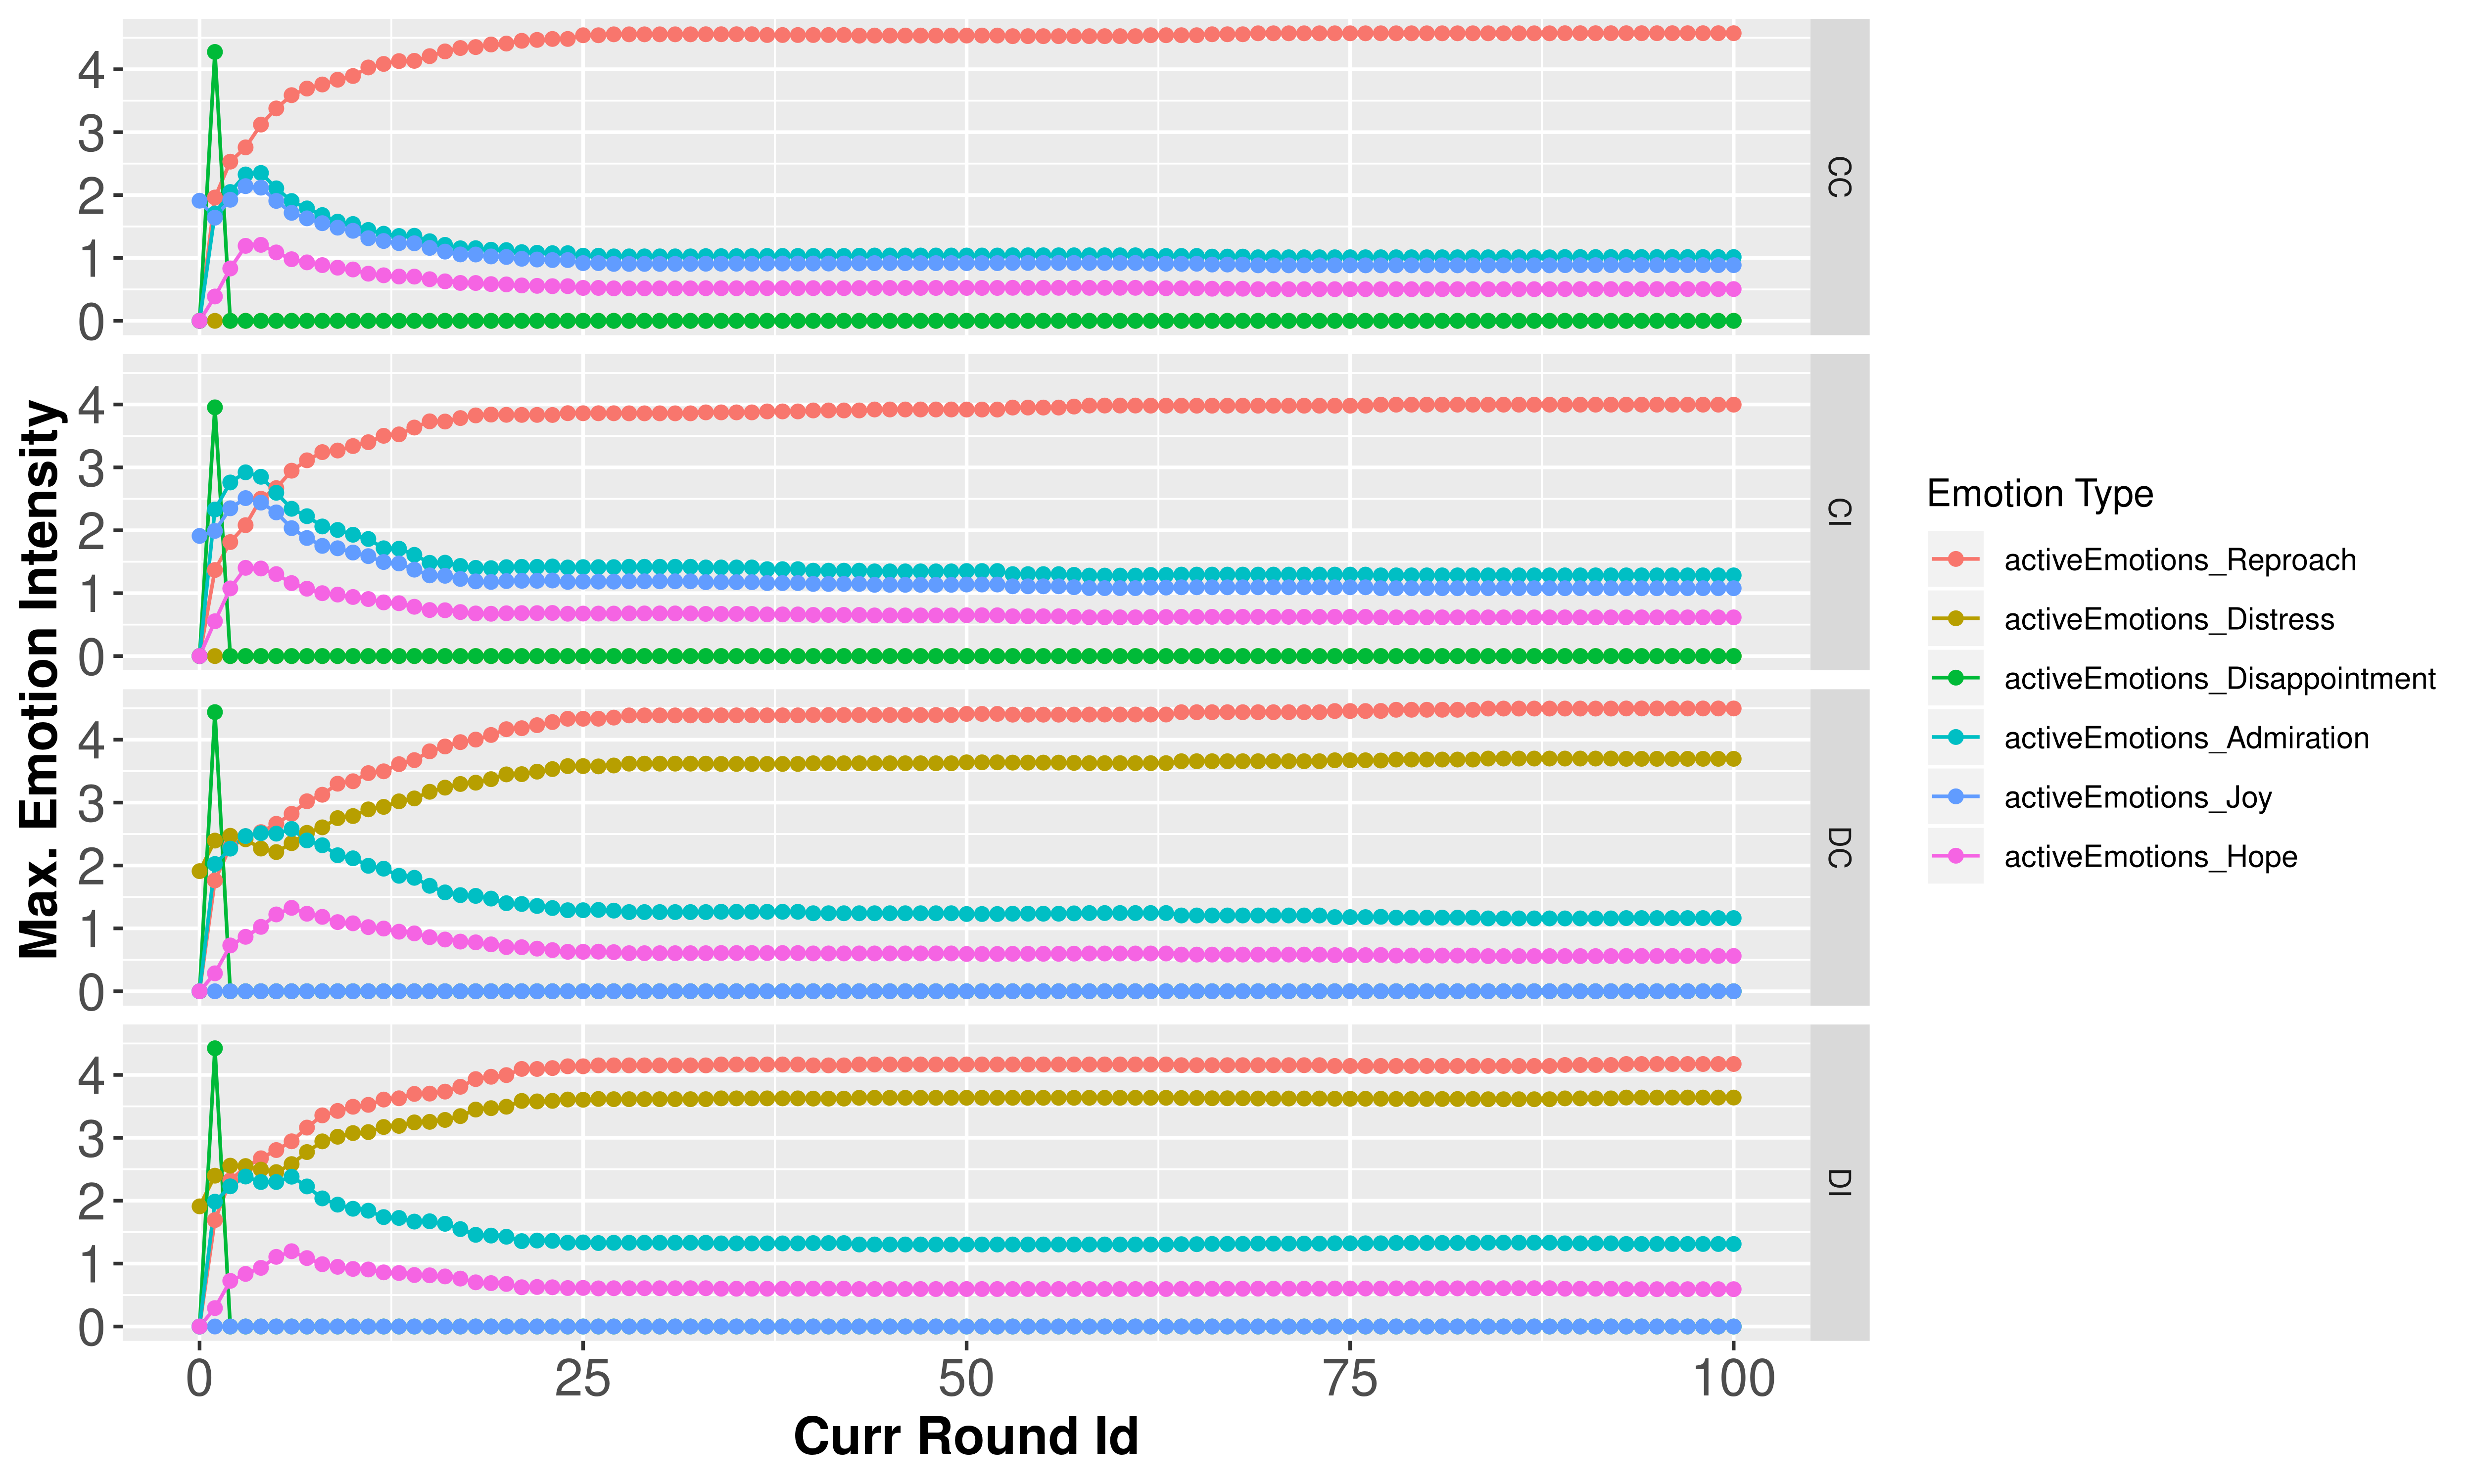 Max. Emotion Intensity
4
3
2
1
0
CC
4
3
2
1
0
CI
4
3
2
1
0
DC
4
3
2
1
0
DI
0 25 50 75 100
Curr Round Id
Emotion Type
activeEmotions_Reproach
activeEmotions_Distress
activeEmotions_Disappointment
activeEmotions_Admiration
activeEmotions_Joy
activeEmotions_Hope